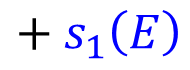 + s₁(E)